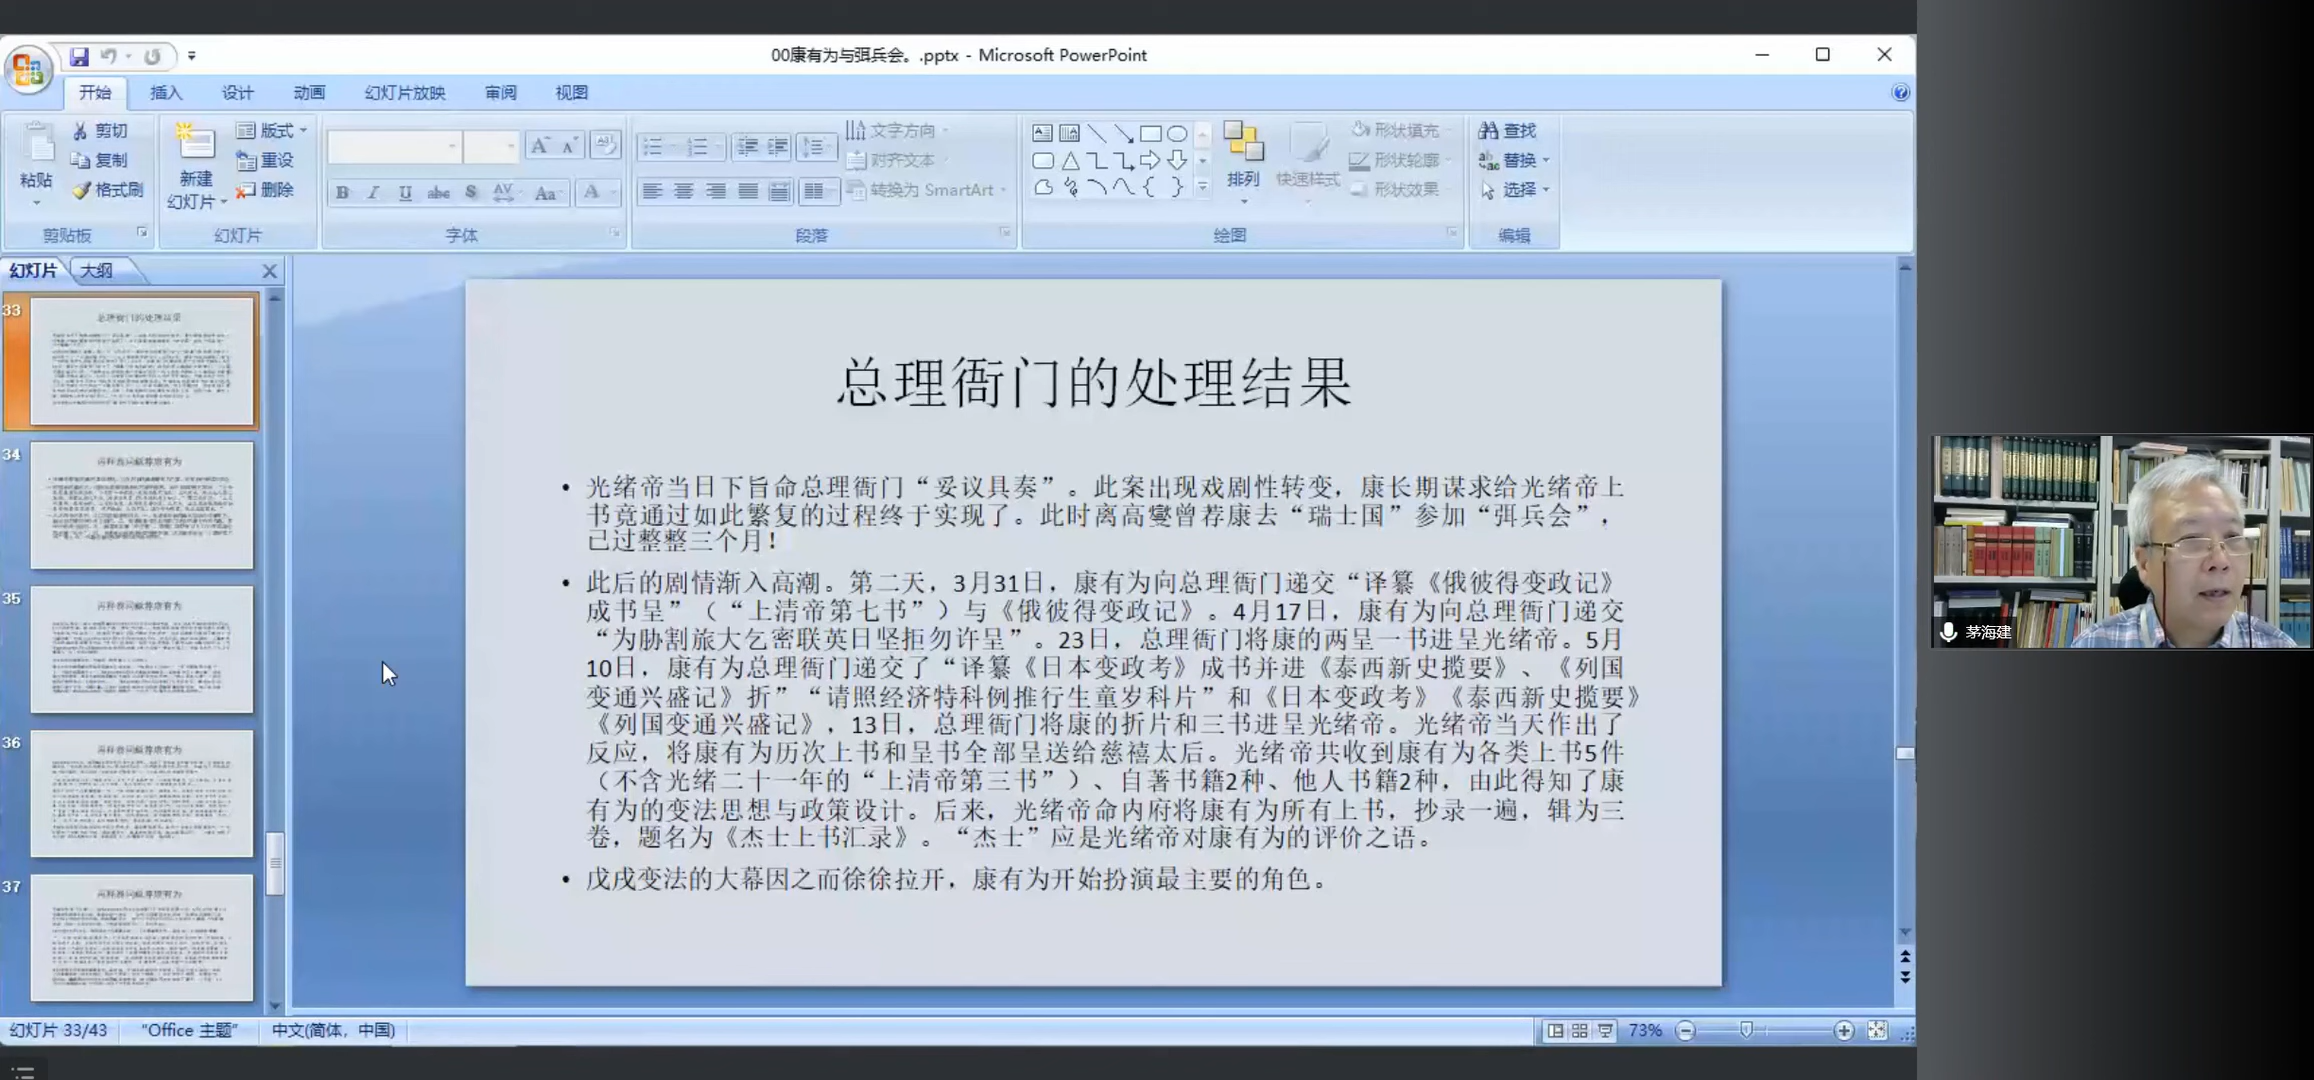 00康有为与弭兵会。.pptx - Microsoft PowerPoint
开始 插入 设计 动画 幻灯片放映 审阅 视图
粘贴
剪切
复制
格式刷
剪贴板
新建
幻灯片
版式
重设
删除
幻灯片
B I U abe S AV Aa A
字体
文字方向
对齐文本
转换为 SmartArt
段落
排列
快速样式
形状填充
形状轮廓
形状效果
绘图
查找
替换
选择
编辑
幻灯片 大纲
33
总理衙门的处理结果
34
35
36
37
总理衙门的处理结果
• 光绪帝当日下旨命总理衙门“妥议具奏”。此案出现戏剧性转变，康长期谋求给光绪帝上
书竟通过如此繁复的过程终于实现了。此时离高燮曾荐康去“瑞士国”参加“弭兵会”，
已过整整三个月！
• 此后的剧情渐入高潮。第二天，3月31日，康有为向总理衙门递交“译纂《俄彼得变政记》
成书呈”（“上清帝第七书”）与《俄彼得变政记》。4月17日，康有为向总理衙门递交
“为胁割旅大乞密联英日坚拒勿许呈”。23日，总理衙门将康的两呈一书进呈光绪帝。5月
10日，康有为总理衙门递交了“译纂《日本变政考》成书并进《泰西新史揽要》、《列国
变通兴盛记》折”“请照经济特科例推行生童岁科片”和《日本变政考》《泰西新史揽要》
《列国变通兴盛记》，13日，总理衙门将康的折片和三书进呈光绪帝。光绪帝当天作出了
反应，将康有为历次上书和呈书全部呈送给慈禧太后。光绪帝共收到康有为各类上书5件
（不含光绪二十一年的“上清帝第三书”）、自著书籍2种、他人书籍2种，由此得知了康
有为的变法思想与政策设计。后来，光绪帝命内府将康有为所有上书，抄录一遍，辑为三
卷，题名为《杰士上书汇录》。“杰士”应是光绪帝对康有为的评价之语。
• 戊戌变法的大幕因之而徐徐拉开，康有为开始扮演最主要的角色。
茅海建
幻灯片 33/43 “Office 主题” 中文(简体，中国) 73%